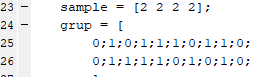 23 - sample = [2 2 2 2];
24 - grup = [
25 0;1;0;1;1;1;0;1;1;0;
26 0;1;1;1;1;0;1;0;1;0;